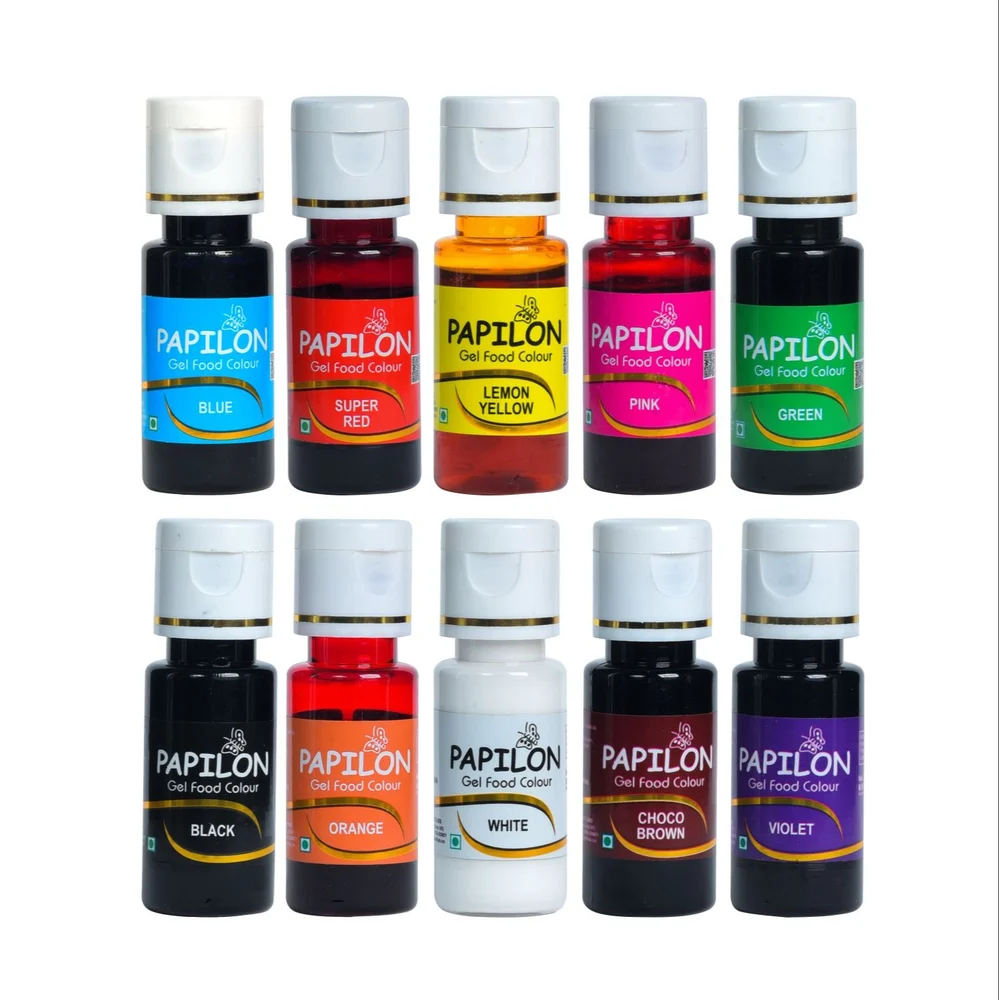 PAPILON
Gel Food Colour
BLUE
PAPILON
Gel Food Colour
SUPER
RED
PAPILON
Gel Food Colour
LEMON
YELLOW
PAPILON
Gel Food Colour
PINK
PAPILON
Gel Food Colour
GREEN
PAPILON
Gel Food Colour
BLACK
PAPILON
Gel Food Colour
ORANGE
PAPILON
Gel Food Colour
WHITE
PAPILON
Gel Food Colour
CHOCO
BROWN
PAPILON
Gel Food Colour
VIOLET